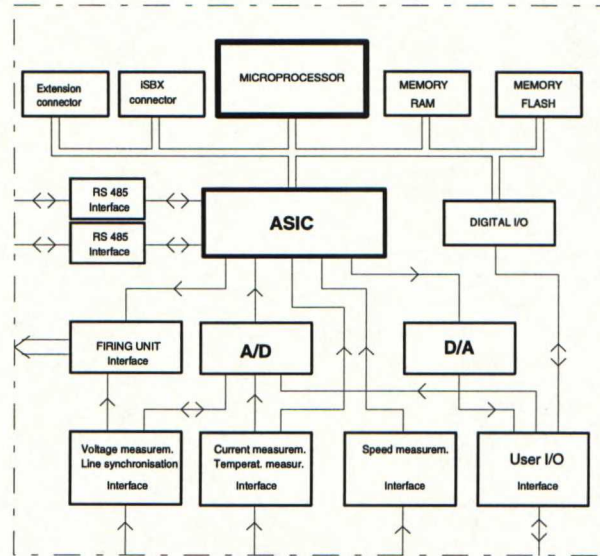 Extension
connector
iSBX
connector
MICROPROCESSOR
MEMORY
RAM
MEMORY
FLASH
RS 485
Interface
RS 485
Interface
ASIC
DIGITAL I/O
FIRING UNIT
Interface
A/D
D/A
Voltage measurem.
Line synchronisation
Interface
Current measurem.
Temperat. measur.
Interface
Speed measurem.
Interface
User I/O
Interface